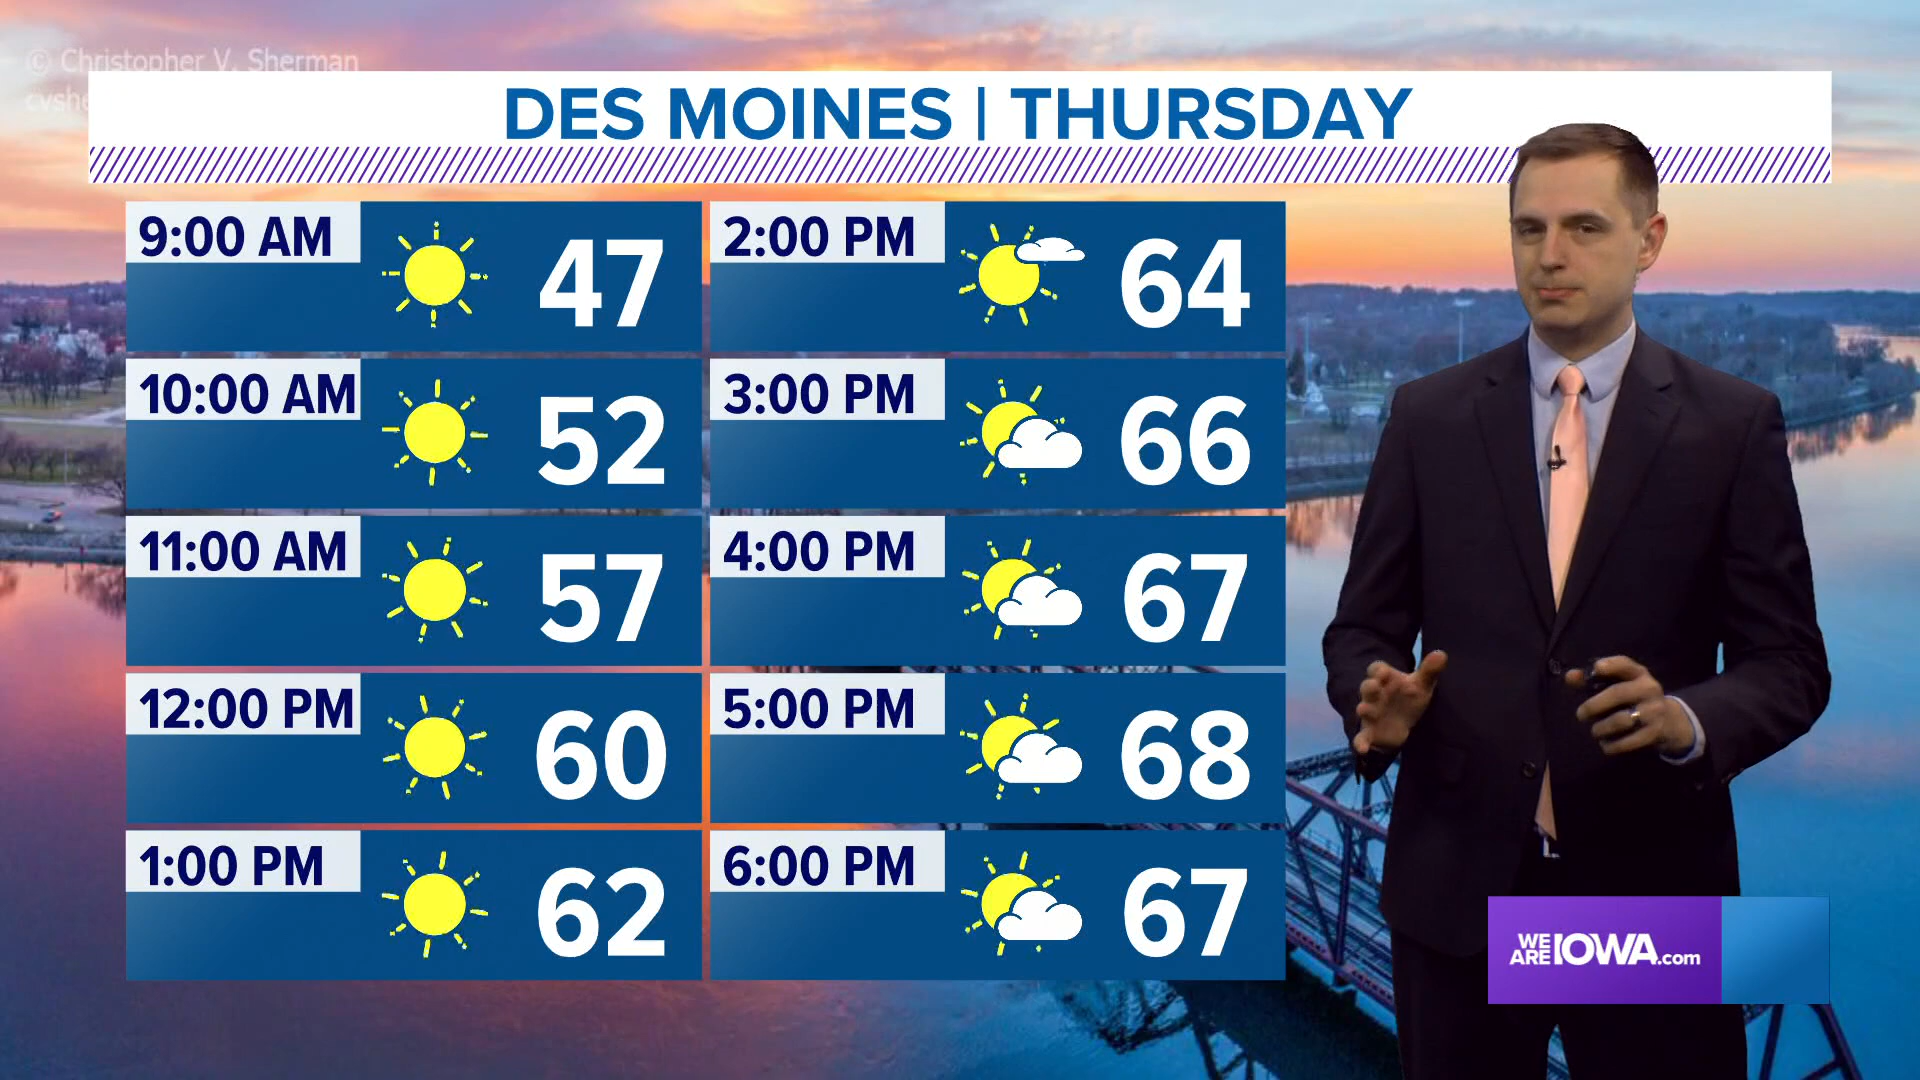 © Christopher V. Sherman
cvshe
DES MOINES | THURSDAY
9:00 AM 47
10:00 AM 52
11:00 AM 57
12:00 PM 60
1:00 PM 62
2:00 PM 64
3:00 PM 66
4:00 PM 67
5:00 PM 68
6:00 PM 67
WE ARE IOWA.com